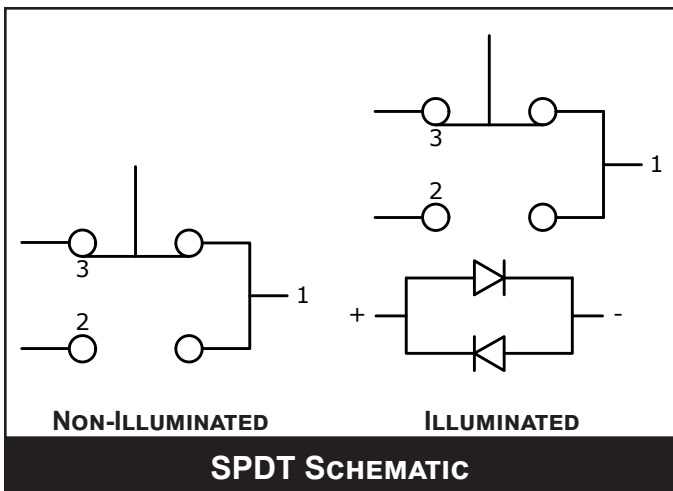 3
2
1
NON-ILLUMINATED
3
2
1
+ -
ILLUMINATED
SPDT SCHEMATIC